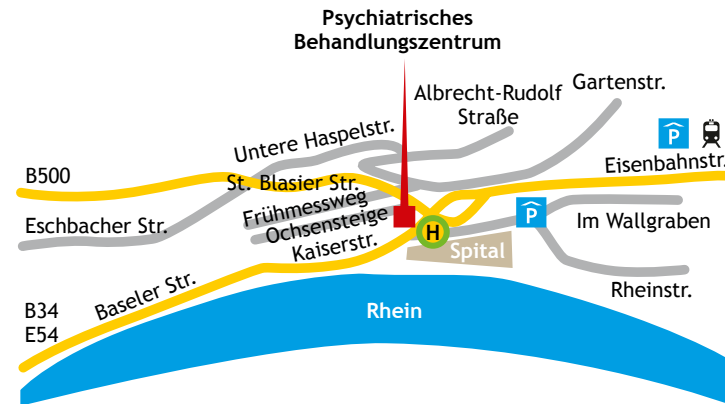 Psychiatrisches
Behandlungszentrum
Gartenstr.
Albrecht-Rudolf
Straße
Untere Haspelstr.
P
Eisenbahnstr.
B500
St. Blasier Str.
Frühmessweg
Eschbacher Str.
Ochsensteige
P
Im Wallgraben
H
Kaiserstr.
Spital
Baseler Str.
Rheinstr.
B34
E54
Rhein